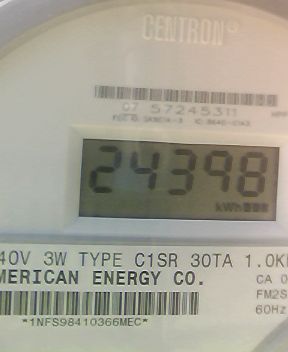 CENTRON®
07 57245311
24398
kWh
40V 3W TYPE C1SR 30TA 1.0K
MERICAN ENERGY CO.
CA 0
FM2S
60Hz
*1NFS98410366MEC*